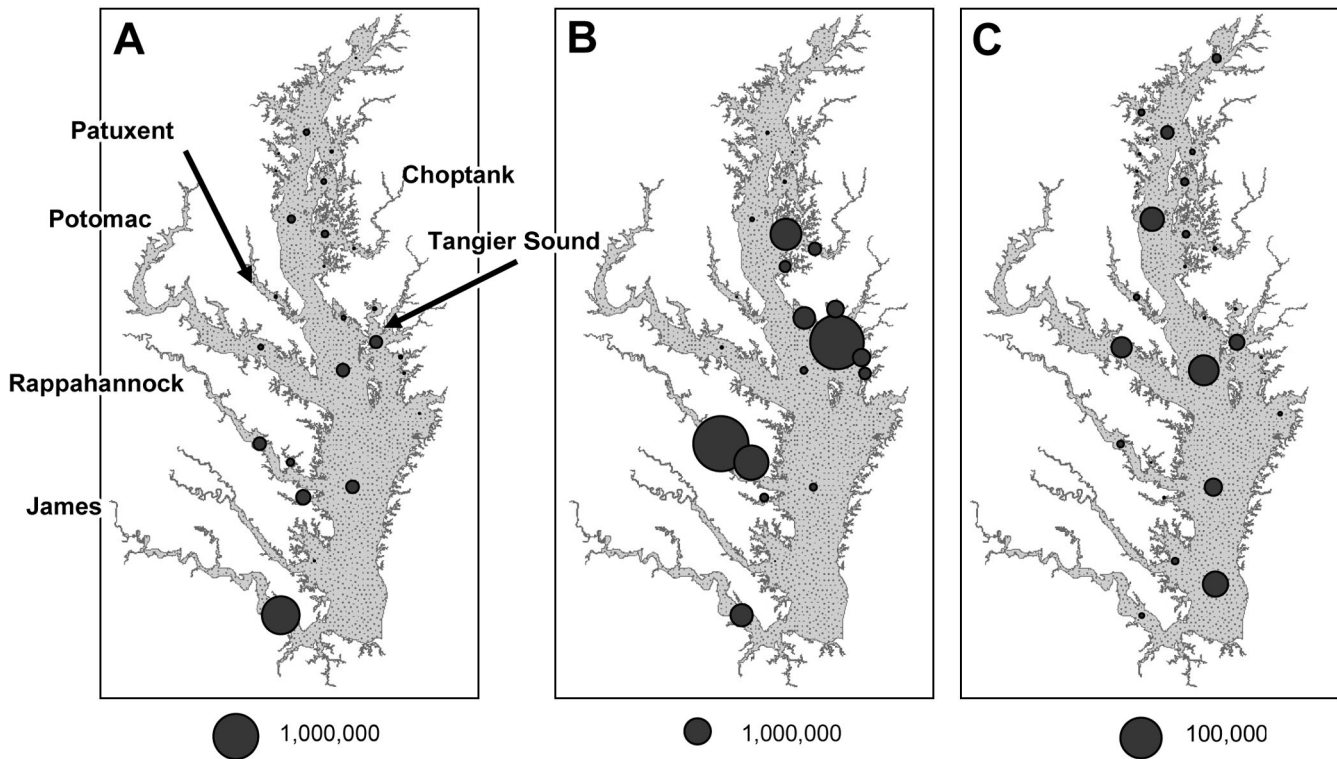 A
B
C
Patuxent
Choptank
Potomac
Tangier Sound
Rappahannock
James
1,000,000
1,000,000
100,000